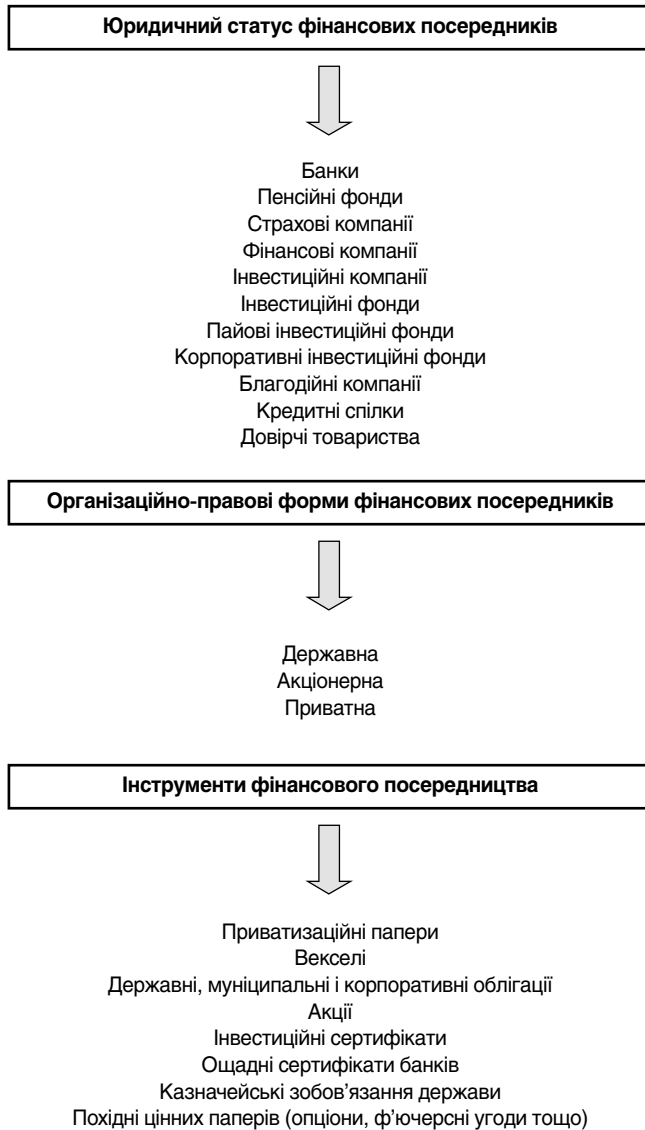 Юридичний статус фінансових посередників
Банки
Пенсійні фонди
Страхові компанії
Фінансові компанії
Інвестиційні компанії
Інвестиційні фонди
Пайові інвестиційні фонди
Корпоративні інвестиційні фонди
Благодійні компанії
Кредитні спілки
Довірчі товариства
Організаційно-правові форми фінансових посередників
Державна
Акціонерна
Приватна
Інструменти фінансового посередництва
Приватизаційні папери
Векселі
Державні, муніципальні і корпоративні облігації
Акції
Інвестиційні сертифікати
Ощадні сертифікати банків
Казначейські зобов'язання держави
Похідні цінних паперів (опціони, ф'ючерсні угоди тощо)